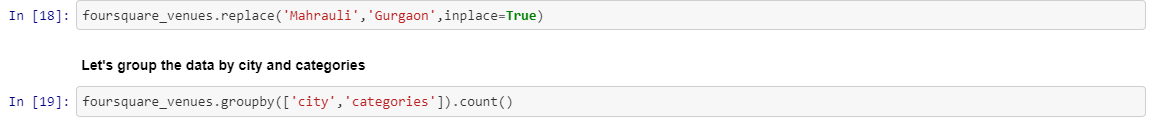 In [18]: foursquare_venues.replace('Mahrauli','Gurgaon',inplace=True)
Let's group the data by city and categories
In [19]: foursquare_venues.groupby(['city','categories']).count()